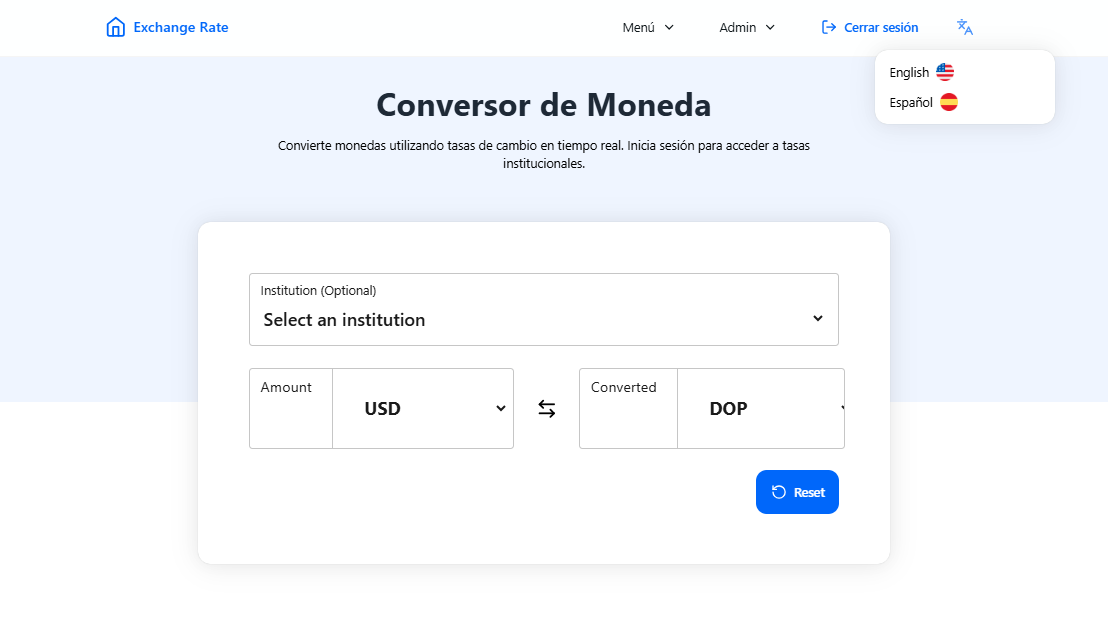 Exchange Rate
Menú
Admin
Cerrar sesión
English
Español
Conversor de Moneda
Convierte monedas utilizando tasas de cambio en tiempo real. Inicia sesión para acceder a tasas
institucionales.
Institution (Optional)
Select an institution
Amount
USD
Converted
DOP
Reset